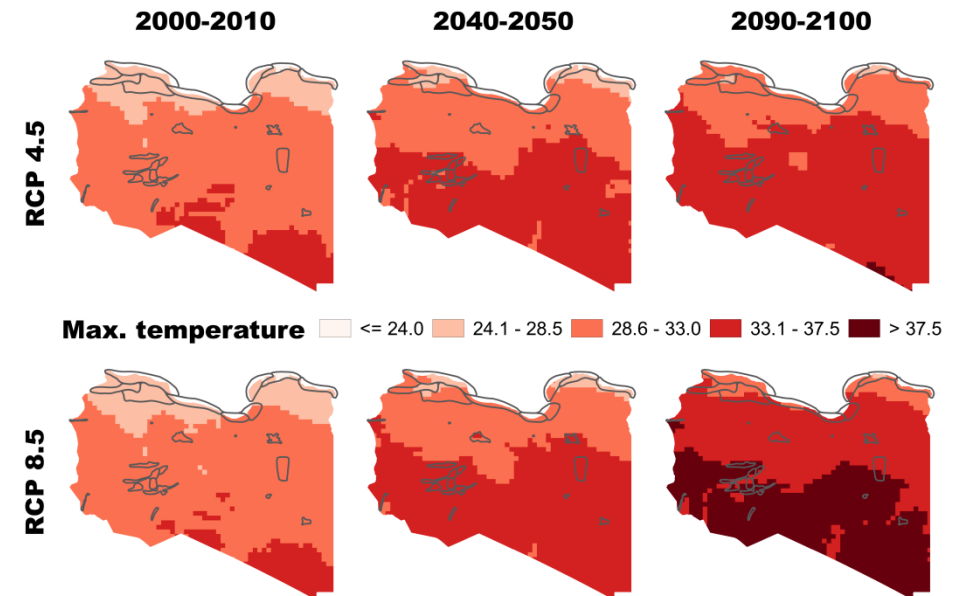 2000-2010 2040-2050 2090-2100
RCP 4.5
Max. temperature <= 24.0 24.1 - 28.5 28.6 - 33.0 33.1 - 37.5 > 37.5
RCP 8.5